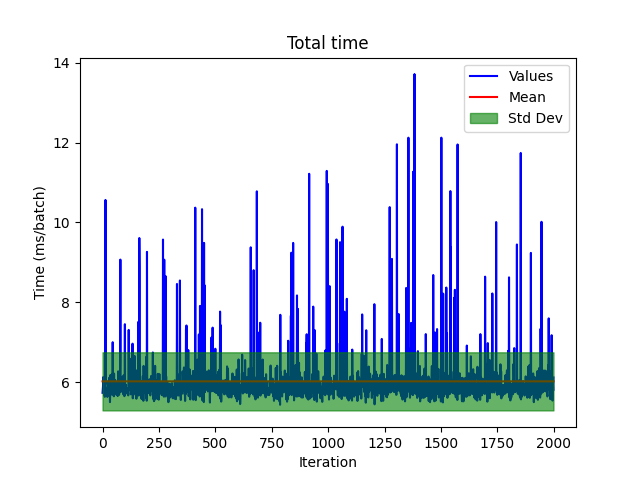 Total time
Time (ms/batch)
14
12
10
8
6
Values
Mean
Std Dev
0 250 500 750 1000 1250 1500 1750 2000
Iteration